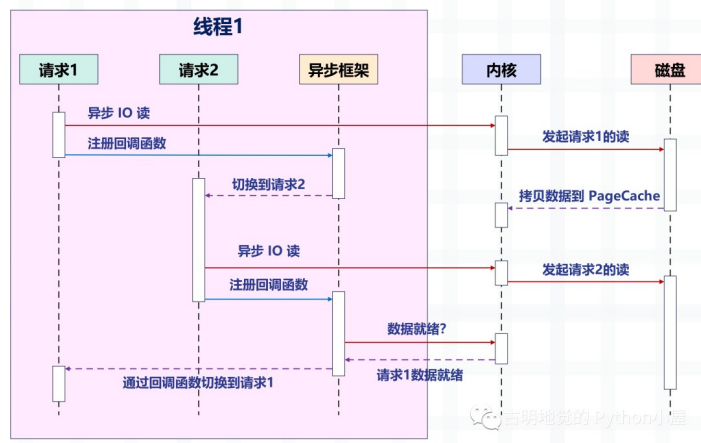 线程1
请求1
请求2
异步框架
内核
磁盘
异步 IO 读
注册回调函数
发起请求1的读
切换到请求2
拷贝数据到 PageCache
异步 IO 读
发起请求2的读
注册回调函数
数据就绪?
请求1数据就绪
通过回调函数切换到请求1
古明地觉的 Python小屋